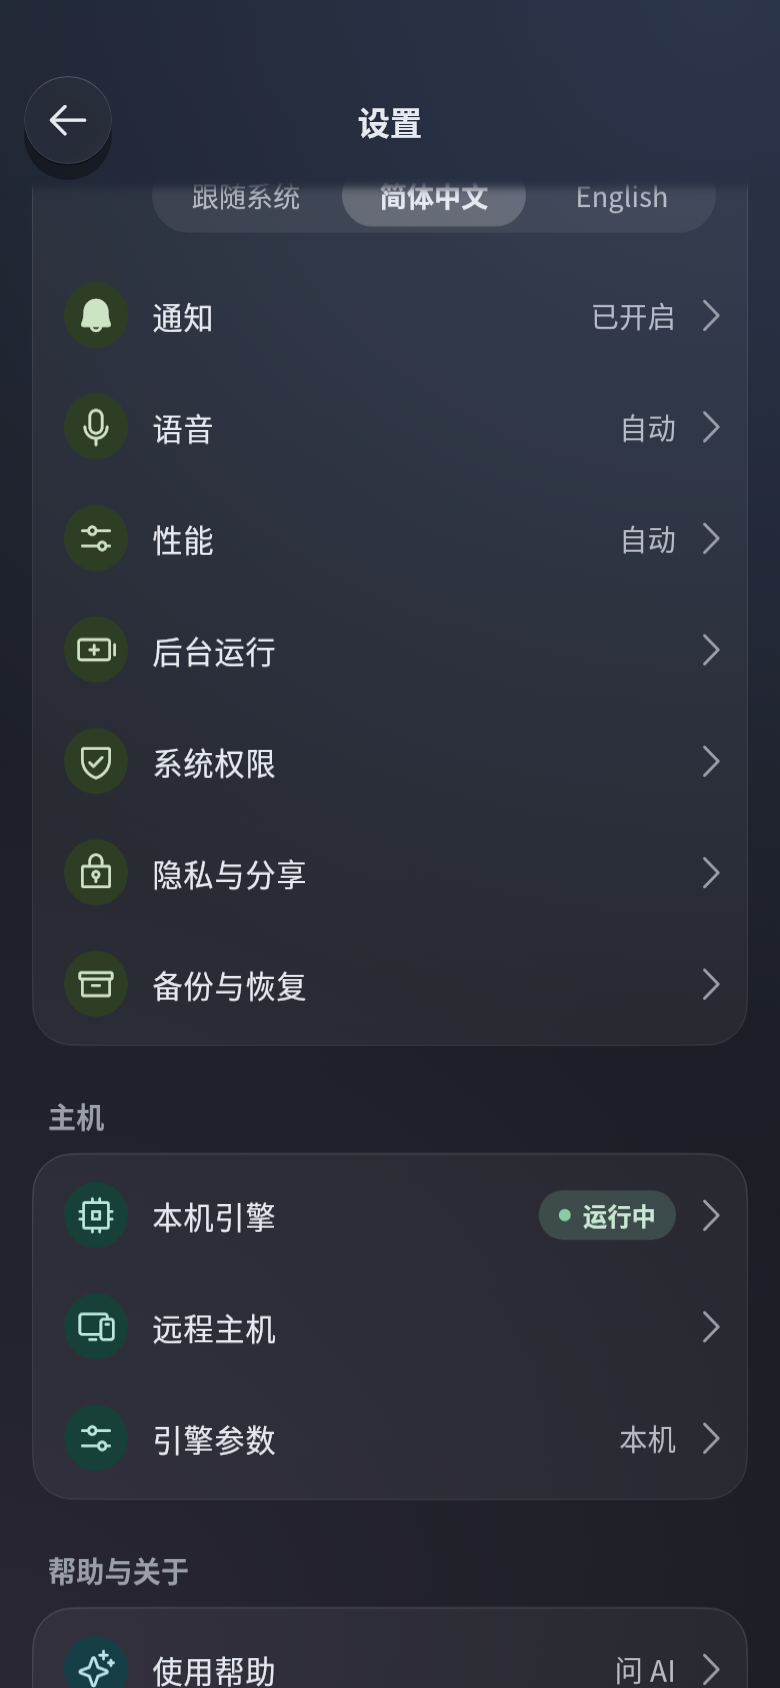 设置
跟随系统 简体中文 English
通知 已开启
语音 自动
性能 自动
后台运行
系统权限
隐私与分享
备份与恢复
主机
本机引擎 运行中
远程主机
引擎参数 本机
帮助与关于
使用帮助 问 AI